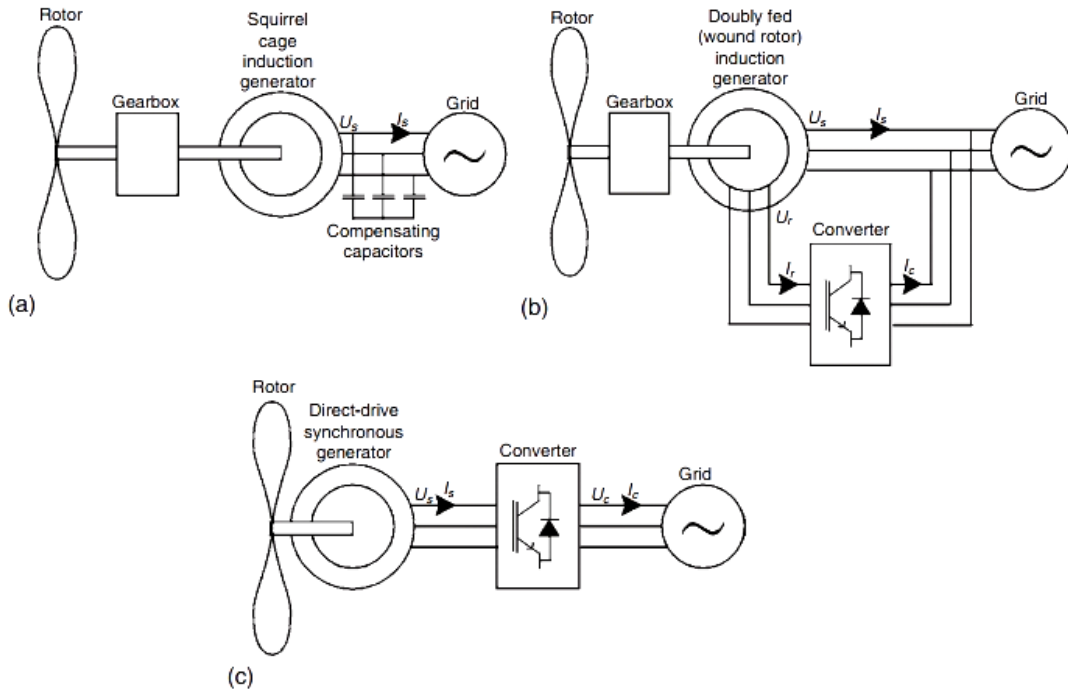 Rotor
Squirrel
cage
induction
generator
Gearbox
U_s
I_s
Grid
Compensating
capacitors
(a)
Rotor
Doubly fed
(wound rotor)
induction
generator
Gearbox
U_s
I_s
Grid
U_r
Converter
I_r
I_c
(b)
Rotor
Direct-drive
synchronous
generator
Converter
U_s
I_s
U_c
I_c
Grid
(c)